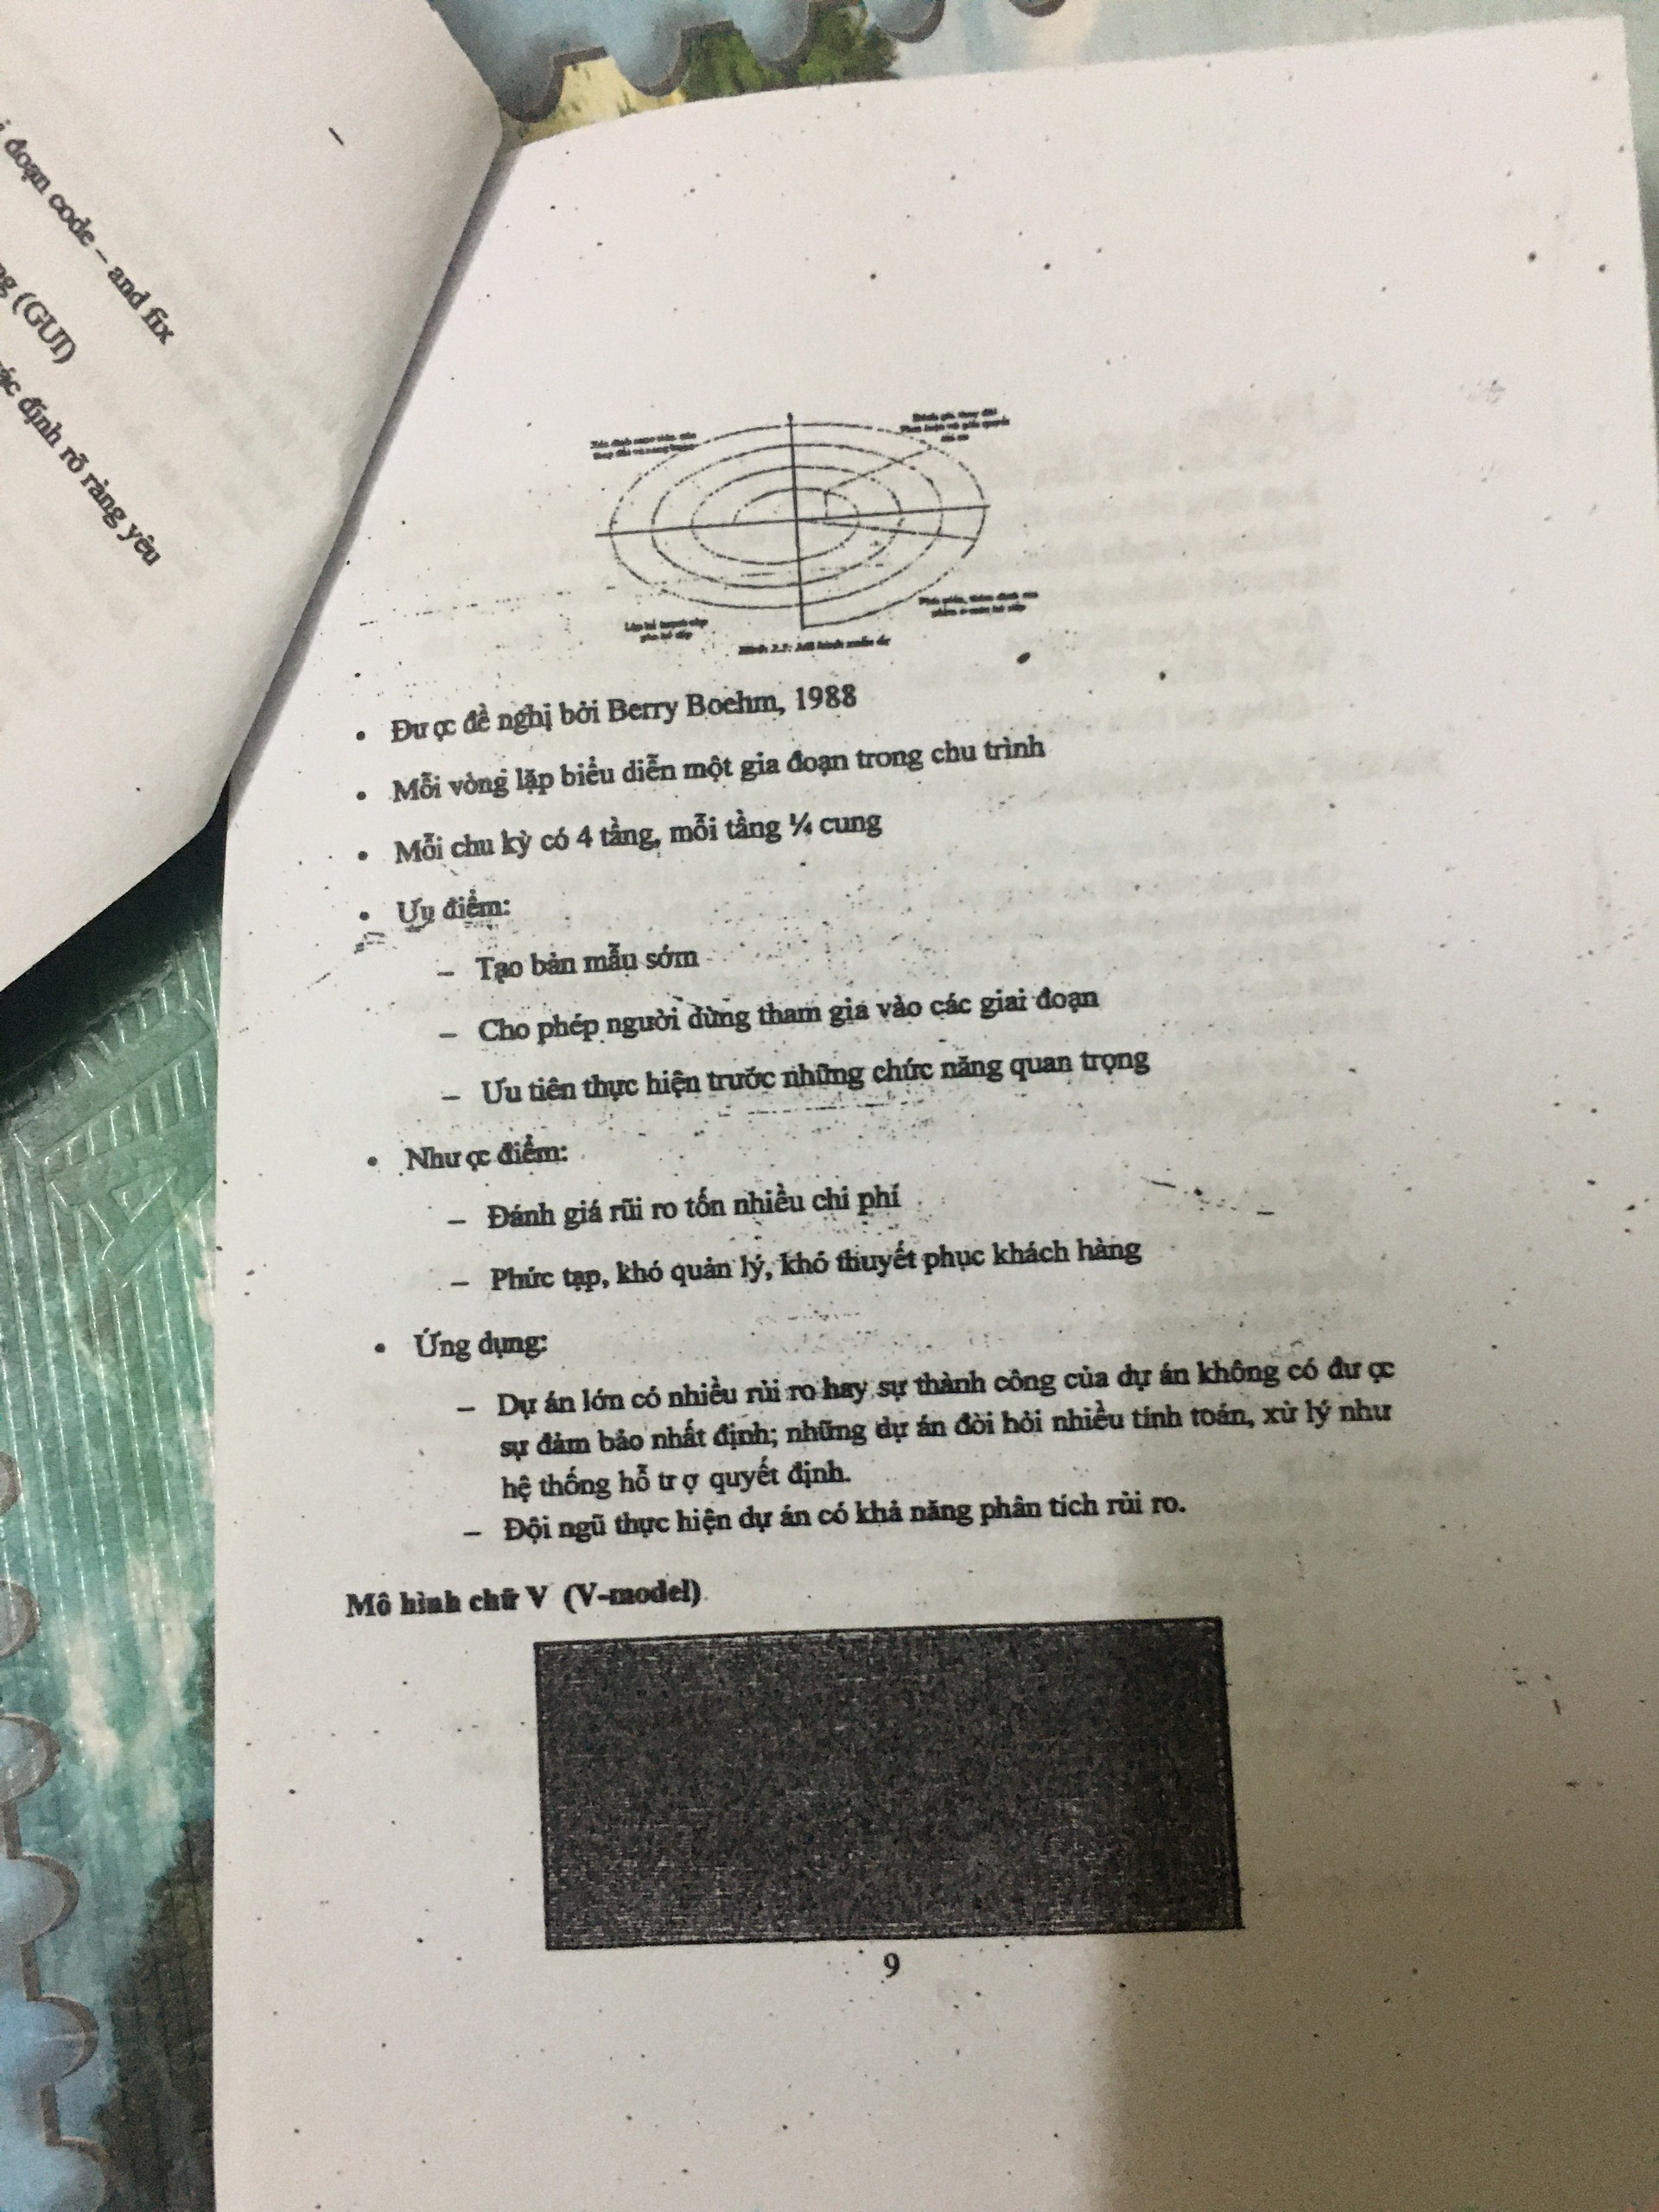 đoạn code – and fix
(GUI)
định rõ ràng yêu
• Đư ợc đề nghị bởi Berry Boehm, 1988
• Mỗi vòng lặp biểu diễn một gia đoạn trong chu trình
• Mỗi chu kỳ có 4 tầng, mỗi tầng ¼ cung
• Ưu điểm:
– Tạo bản mẫu sớm
– Cho phép người dùng tham gia vào các giai đoạn
– Ưu tiên thực hiện trước những chức năng quan trọng
• Như ợc điểm:
– Đánh giá rũi ro tốn nhiều chi phí
– Phức tạp, khó quản lý, khó thuyết phục khách hàng
• Ứng dụng:
– Dự án lớn có nhiều rủi ro hay sự thành công của dự án không có đư ợc
sự đảm bảo nhất định; những dự án đòi hỏi nhiều tính toán, xử lý như
hệ thống hỗ tr ợ quyết định.
– Đội ngũ thực hiện dự án có khả năng phân tích rủi ro.
Mô hình chữ V (V-model)
9